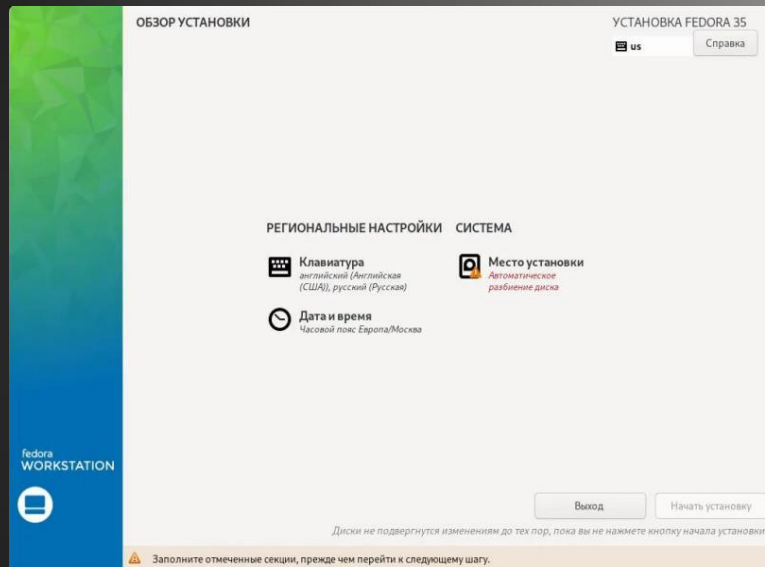 ОБЗОР УСТАНОВКИ
УСТАНОВКА FEDORA 35
us
Справка
РЕГИОНАЛЬНЫЕ НАСТРОЙКИ
СИСТЕМА
Клавиатура
английский (Английская
(США)), русский (Русская)
Место установки
Автоматическое
разбиение диска
Дата и время
Часовой пояс Европа/Москва
fedora
WORKSTATION
Выход
Начать установку
Диски не подвергнутся изменениям до тех пор, пока вы не нажмете кнопку начала установки
Заполните отмеченные секции, прежде чем перейти к следующему шагу.